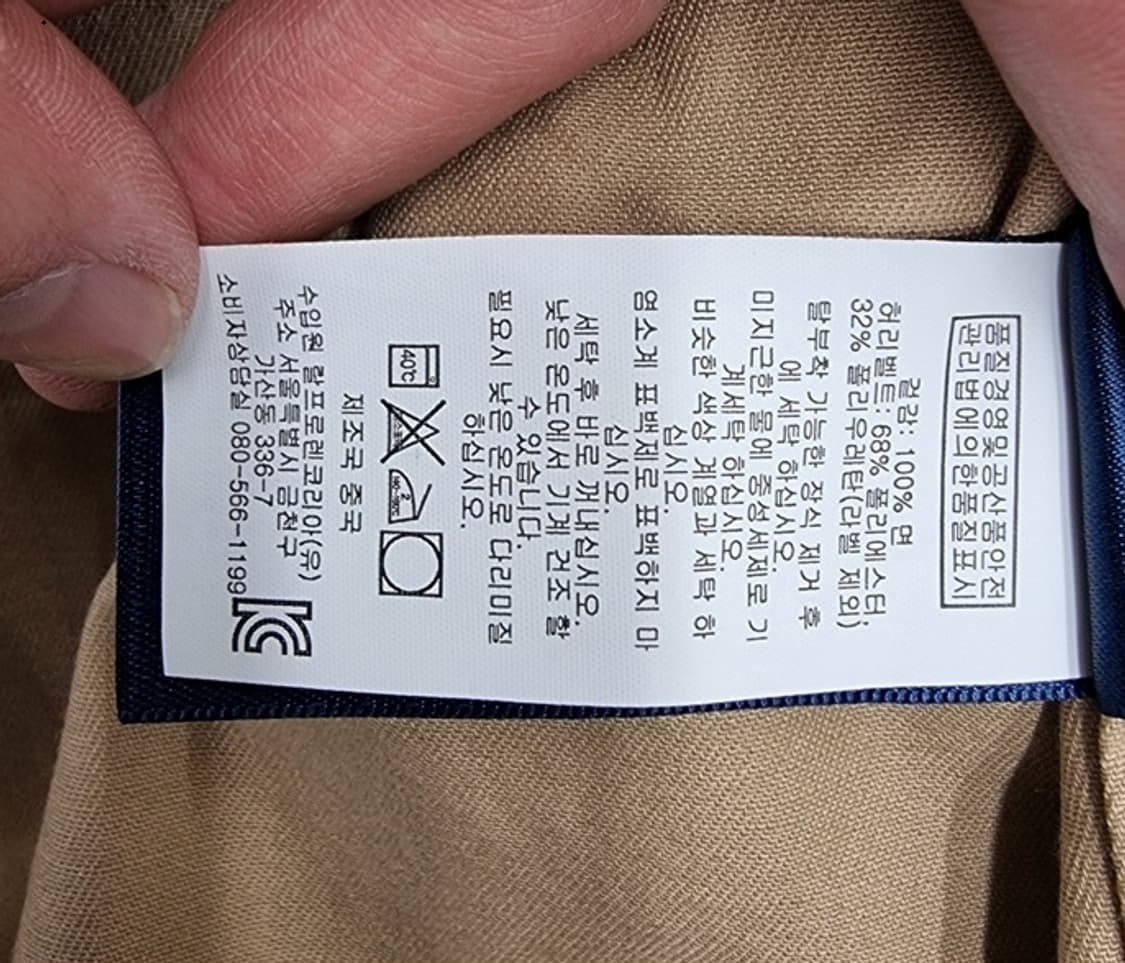 품질경영및공산품안전
관리법에의한품질표시
겉감: 100% 면
허리벨트: 68% 폴리에스터,
32% 폴리우레탄(라벨 제외)
탈부착 가능한 장식 제거 후
에 세탁 하십시오.
미지근한 물에 중성세제로 기
계세탁 하십시오.
비슷한 색상 계열과 세탁 하
십시오.
염소계 표백제로 표백하지 마
십시오.
세탁 후 바로 꺼내십시오.
낮은 온도에서 기계 건조 할
수 있습니다.
필요시 낮은 온도로 다리미질
하십시오.
40℃
제조국 중국
수입원 랄프로렌코리아(유)
주소 서울특별시 금천구
가산동 336-7
소비자상담실 080-566-1199